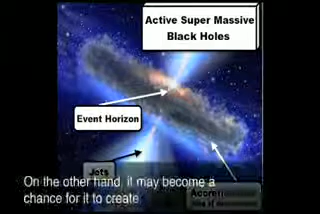 Active Super Massive
Black Holes
Event Horizon
Jets
On the other hand, it may become a
chance for it to create